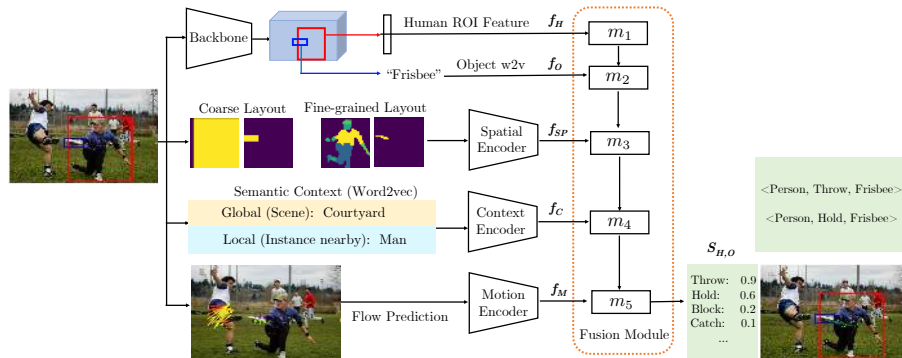 Backbone
Human ROI Feature
f_H
m_1
"Frisbee"
Object w2v
f_O
m_2
Coarse Layout
Fine-grained Layout
Spatial
Encoder
f_SP
m_3
Semantic Context (Word2vec)
Global (Scene): Courtyard
Local (Instance nearby): Man
Context
Encoder
f_C
m_4
<Person, Throw, Frisbee>
<Person, Hold, Frisbee>
Flow Prediction
Motion
Encoder
f_M
m_5
Fusion Module
S_H,O
Throw: 0.9
Hold: 0.6
Block: 0.2
Catch: 0.1
...